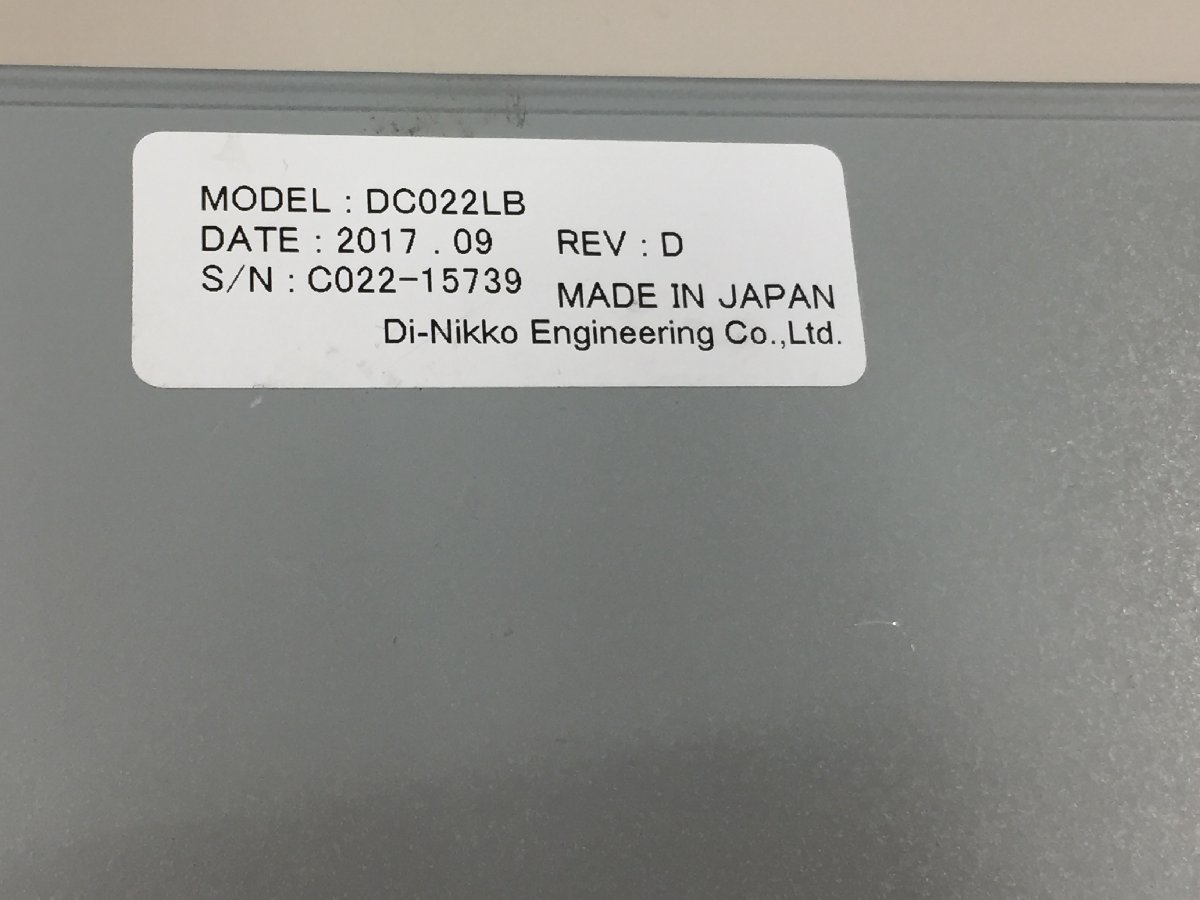 MODEL : DC022LB
DATE : 2017 . 09 REV : D
S/N : C022-15739
MADE IN JAPAN
Di-Nikko Engineering Co.,Ltd.